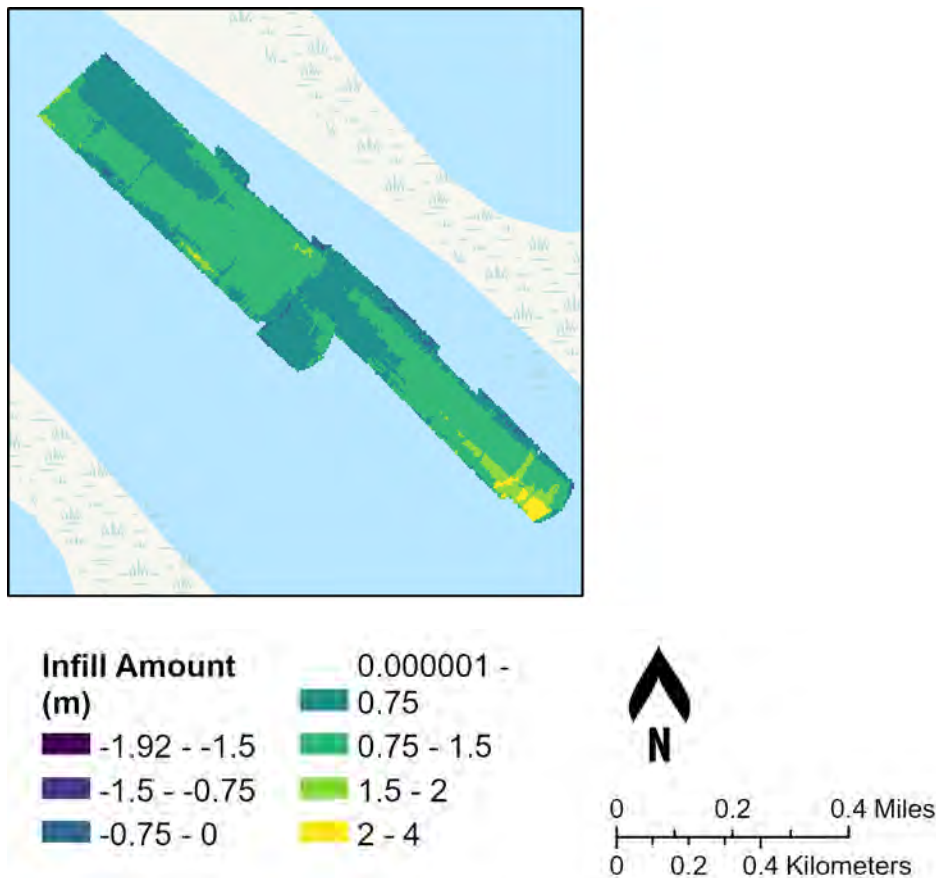 Infill Amount
(m)
-1.92 - -1.5
-1.5 - -0.75
-0.75 - 0
0.000001 -
0.75
0.75 - 1.5
1.5 - 2
2 - 4
N
0 0.2 0.4 Miles
0 0.2 0.4 Kilometers